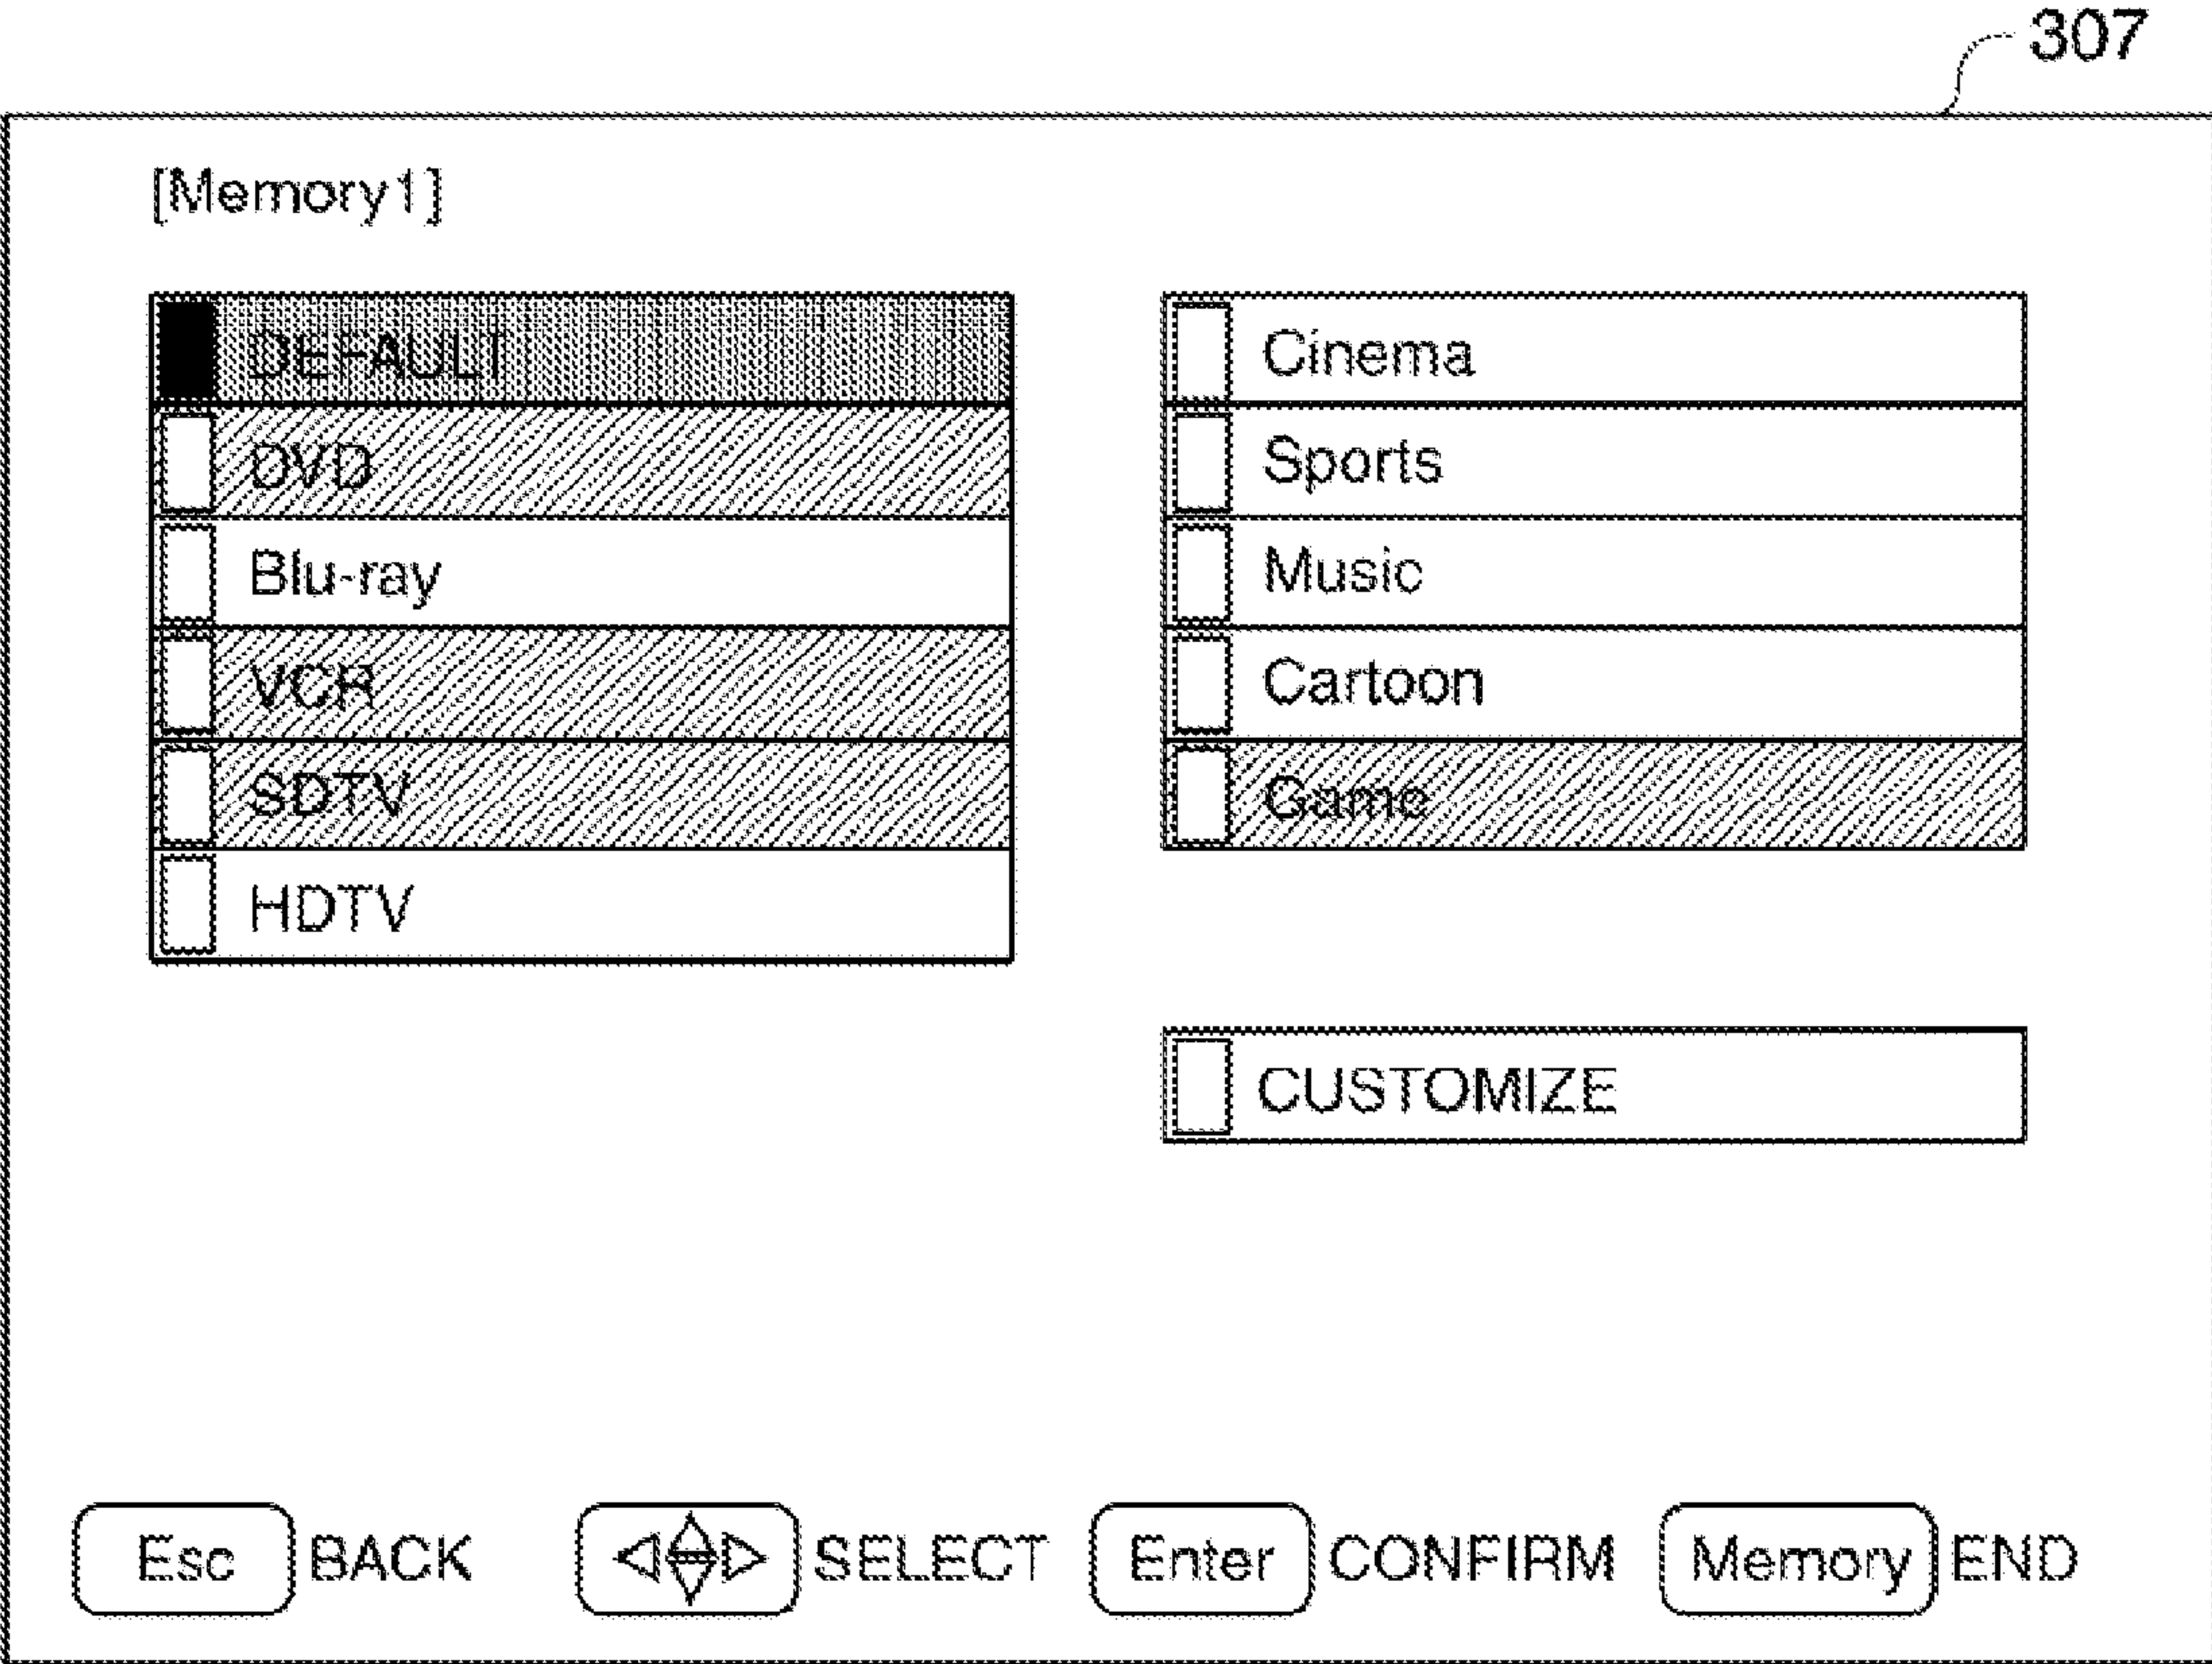 307
[Memory1]
DEFAULT
DVD
Blu-ray
VCR
SDTV
HDTV
Cinema
Sports
Music
Cartoon
Game
CUSTOMIZE
Esc BACK SELECT Enter CONFIRM Memory END